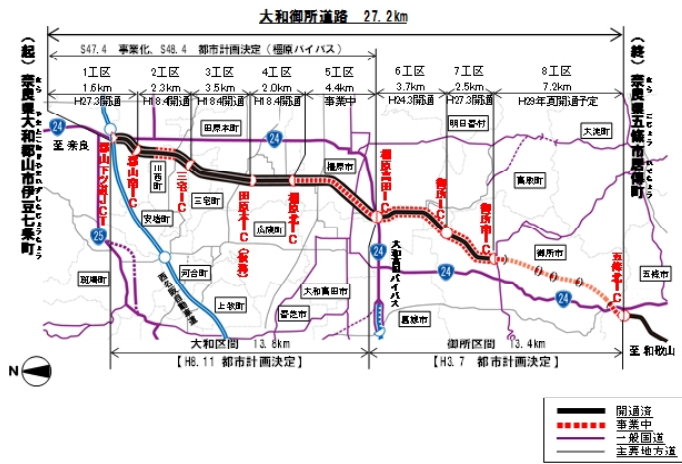 大和御所道路 27.2km
S47.4 事業化、S48.4 都市計画決定（橿原バイパス）
(起) 奈良県大和郡山市伊豆七条町
(終) 奈良県五條市居傳町
1工区
1.6km
H27.3開通
2工区
2.3km
H18.4開通
3工区
3.5km
H18.4開通
4工区
2.0km
H18.4開通
5工区
4.4km
事業中
6工区
3.7km
H24.3開通
7工区
2.5km
H27.3開通
8工区
7.2km
H29年夏開通予定
24
至 奈良
田原本町
24
明日香村
大淀町
橿原市
高取町
川西町
三宅町
広陵町
安堵町
河合町
上牧町
香芝市
大和高田市
葛城市
御所市
五條市
斑鳩町
25
24
24
24
郡山下ツ道JCT
郡山南IC
三宅IC
田原本IC (仮称)
橿原北IC
橿原高田IC
御所IC
御所南IC
五條北IC
西名阪自動車道
大和高田バイパス
至 和歌山
大和区間 13.8km
【H8.11 都市計画決定】
御所区間 13.4km
【H3.7 都市計画決定】
N
開通済
事業中
一般国道
主要地方道